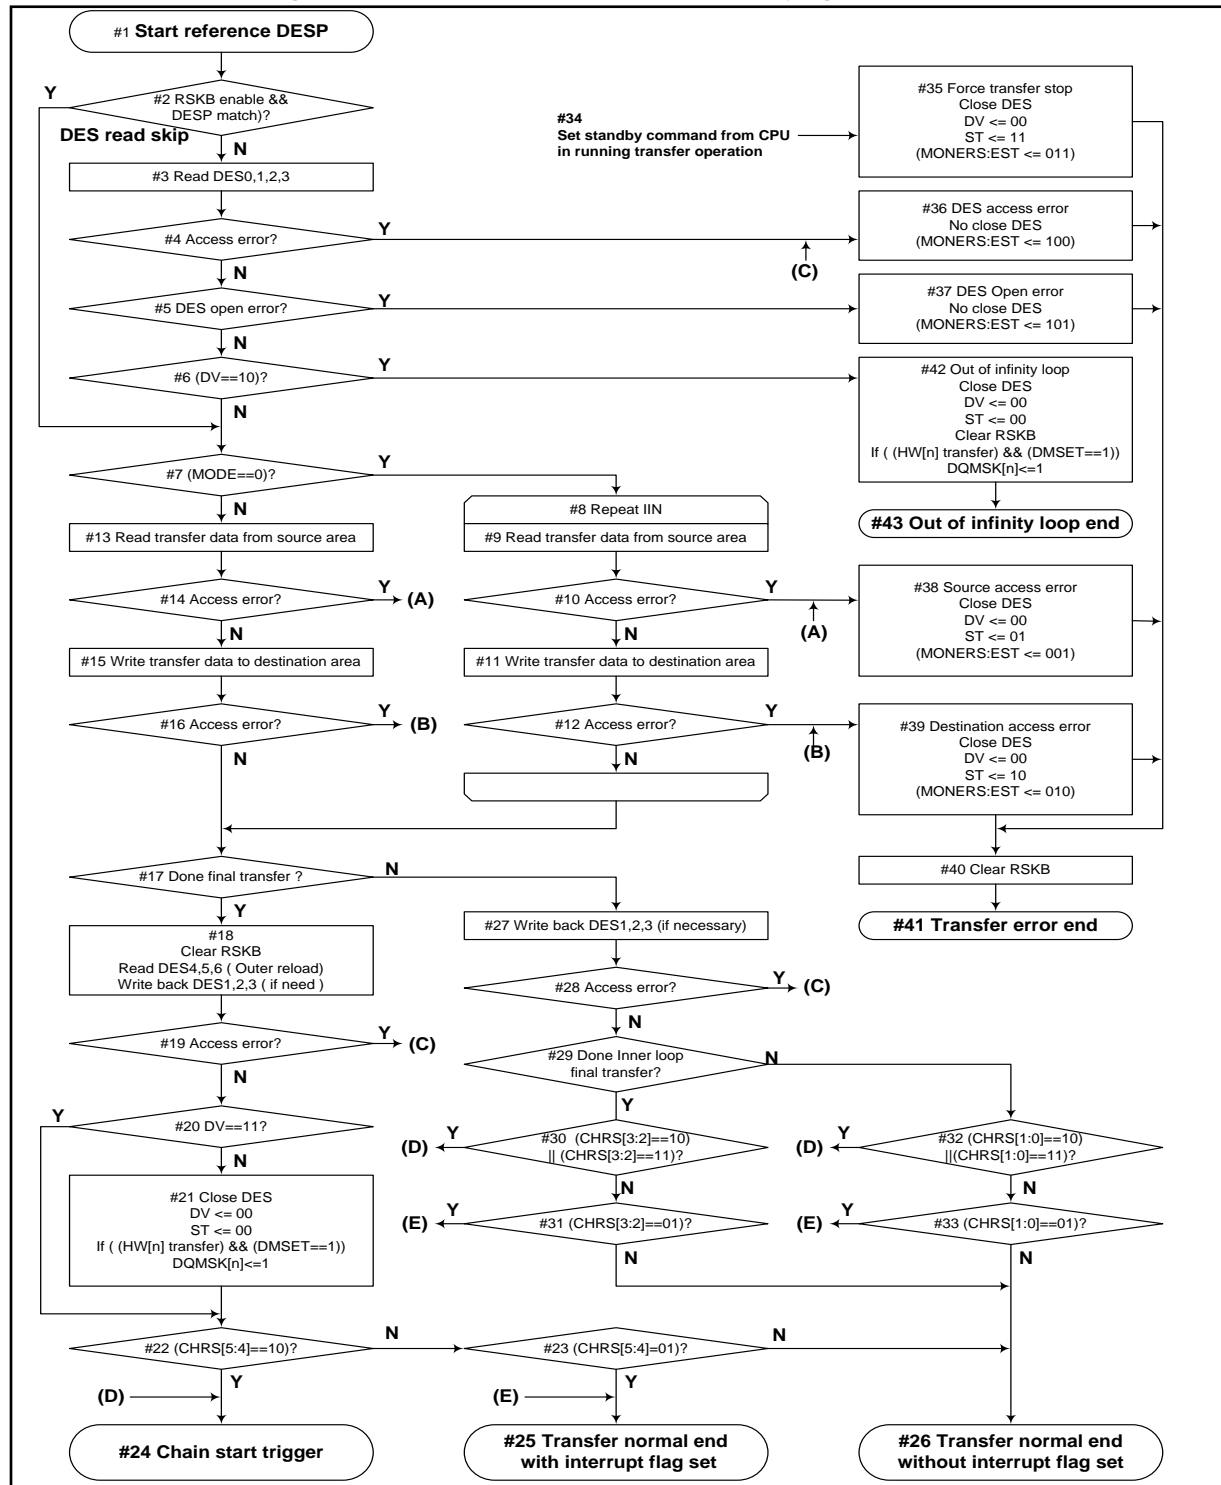 #1 Start reference DESP
Y
#2 RSKB enable &&
DESP match)?
DES read skip
N
#3 Read DES0,1,2,3
#4 Access error?
Y
N
(C)
#5 DES open error?
Y
N
#6 (DV==10)?
Y
N
#34
Set standby command from CPU
in running transfer operation
#35 Force transfer stop
Close DES
DV <= 00
ST <= 11
(MONERS:EST <= 011)
#36 DES access error
No close DES
(MONERS:EST <= 100)
#37 DES Open error
No close DES
(MONERS:EST <= 101)
#42 Out of infinity loop
Close DES
DV <= 00
ST <= 00
Clear RSKB
If ( (HW[n] transfer) && (DMSET==1))
DQMSK[n]<=1
#43 Out of infinity loop end
#7 (MODE==0)?
Y
N
#13 Read transfer data from source area
#14 Access error?
Y
(A)
N
#15 Write transfer data to destination area
#16 Access error?
Y
(B)
N
#8 Repeat IIN
#9 Read transfer data from source area
#10 Access error?
Y
(A)
N
#11 Write transfer data to destination area
#12 Access error?
Y
(B)
N
#38 Source access error
Close DES
DV <= 00
ST <= 01
(MONERS:EST <= 001)
#39 Destination access error
Close DES
DV <= 00
ST <= 10
(MONERS:EST <= 010)
#40 Clear RSKB
#41 Transfer error end
#17 Done final transfer ?
N
Y
#18
Clear RSKB
Read DES4,5,6 ( Outer reload)
Write back DES1,2,3 ( if need )
#19 Access error?
Y
(C)
N
Y
#20 DV==11?
N
#21 Close DES
DV <= 00
ST <= 00
If ( (HW[n] transfer) && (DMSET==1))
DQMSK[n]<=1
#27 Write back DES1,2,3 (if necessary)
#28 Access error?
Y
(C)
N
#29 Done Inner loop
final transfer?
N
Y
(D)
Y
#30 (CHRS[3:2]==10)
|| (CHRS[3:2]==11)?
N
(E)
Y
#31 (CHRS[3:2]==01)?
N
(D)
Y
#32 (CHRS[1:0]==10)
||(CHRS[1:0]==11)?
N
(E)
Y
#33 (CHRS[1:0]==01)?
N
#22 (CHRS[5:4]==10)?
N
Y
#23 (CHRS[5:4]=01)?
N
Y
(D)
(E)
#24 Chain start trigger
#25 Transfer normal end
with interrupt flag set
#26 Transfer normal end
without interrupt flag set